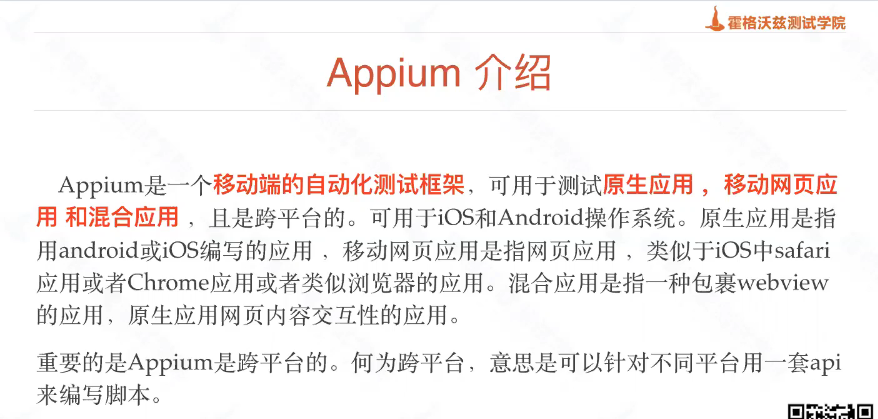 霍格沃兹测试学院
Appium 介绍
Appium是一个移动端的自动化测试框架，可用于测试原生应用，移动网页应
用 和混合应用，且是跨平台的。可用于iOS和Android操作系统。原生应用是指
用android或iOS编写的应用，移动网页应用是指网页应用，类似于iOS中safari
应用或者Chrome应用或者类似浏览器的应用。混合应用是指一种包裹webview
的应用，原生应用网页内容交互性的应用。
重要的是Appium是跨平台的。何为跨平台，意思是可以针对不同平台用一套api
来编写脚本。